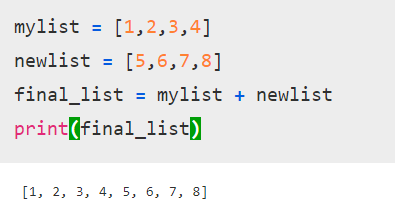 mylist = [1,2,3,4]
newlist = [5,6,7,8]
final_list = mylist + newlist
print(final_list)
[1, 2, 3, 4, 5, 6, 7, 8]